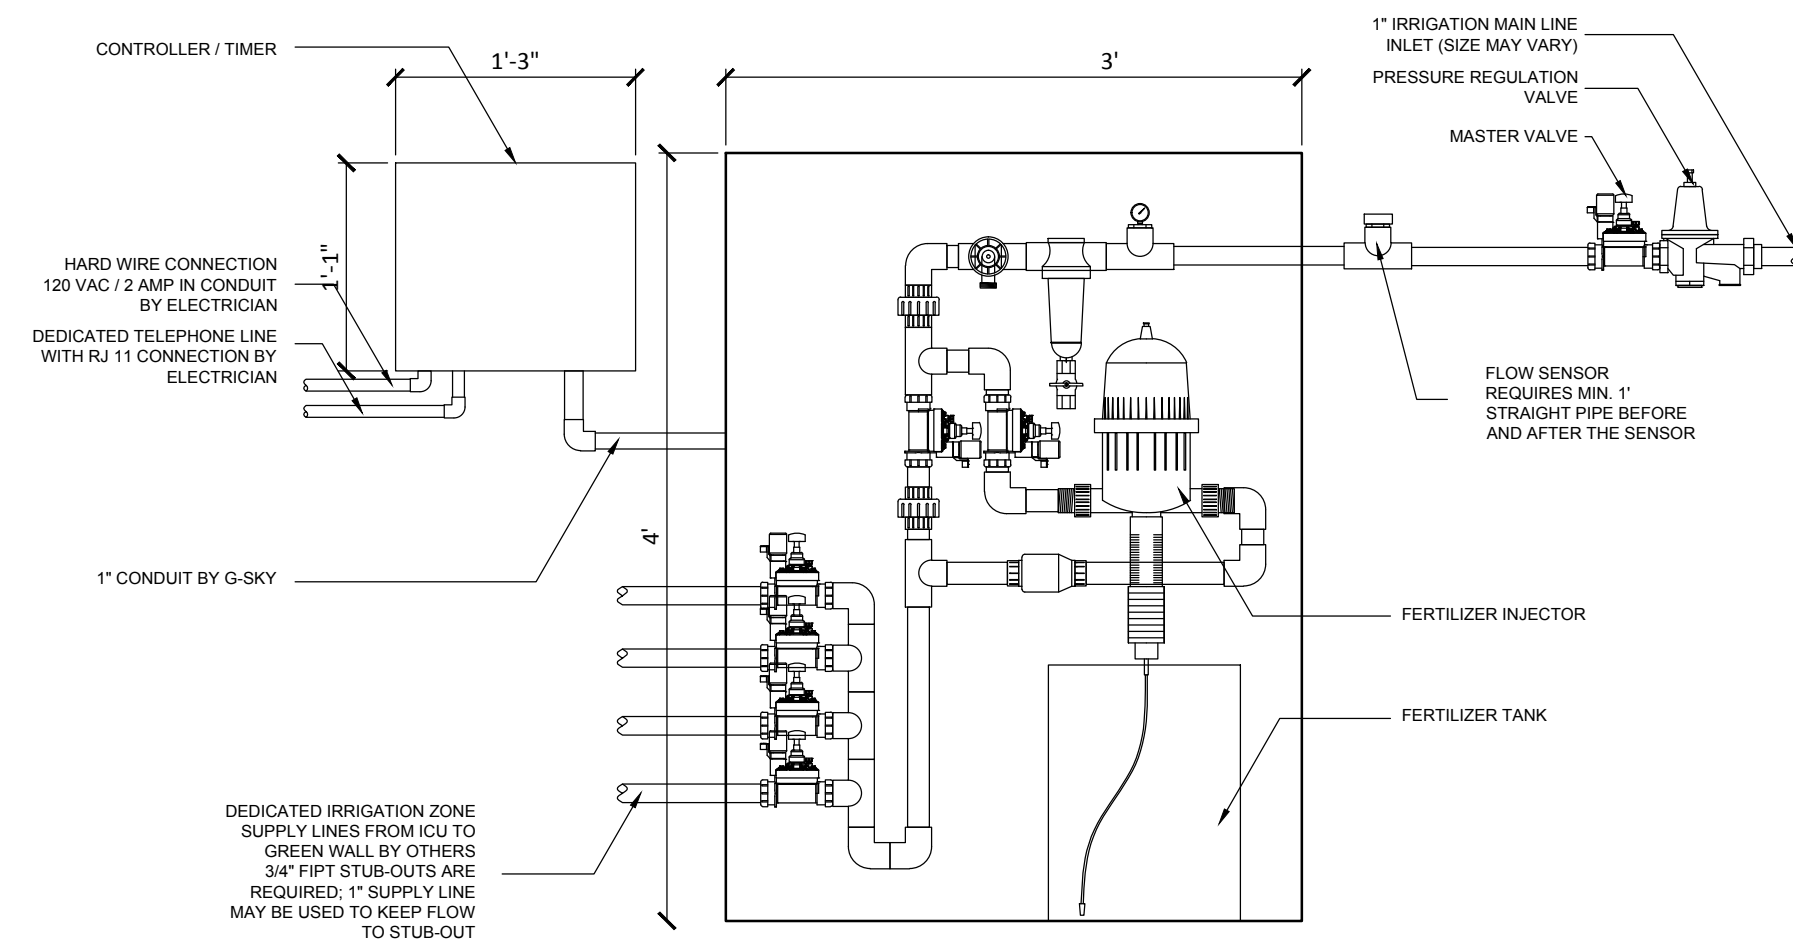 CONTROLLER / TIMER
1'-3"
3'
1" IRRIGATION MAIN LINE
INLET (SIZE MAY VARY)
PRESSURE REGULATION
VALVE
MASTER VALVE
1'-1"
HARD WIRE CONNECTION
120 VAC / 2 AMP IN CONDUIT
BY ELECTRICIAN
DEDICATED TELEPHONE LINE
WITH RJ 11 CONNECTION BY
ELECTRICIAN
FLOW SENSOR
REQUIRES MIN. 1'
STRAIGHT PIPE BEFORE
AND AFTER THE SENSOR
4'
1" CONDUIT BY G-SKY
FERTILIZER INJECTOR
FERTILIZER TANK
DEDICATED IRRIGATION ZONE
SUPPLY LINES FROM ICU TO
GREEN WALL BY OTHERS
3/4" FIPT STUB-OUTS ARE
REQUIRED; 1" SUPPLY LINE
MAY BE USED TO KEEP FLOW
TO STUB-OUT